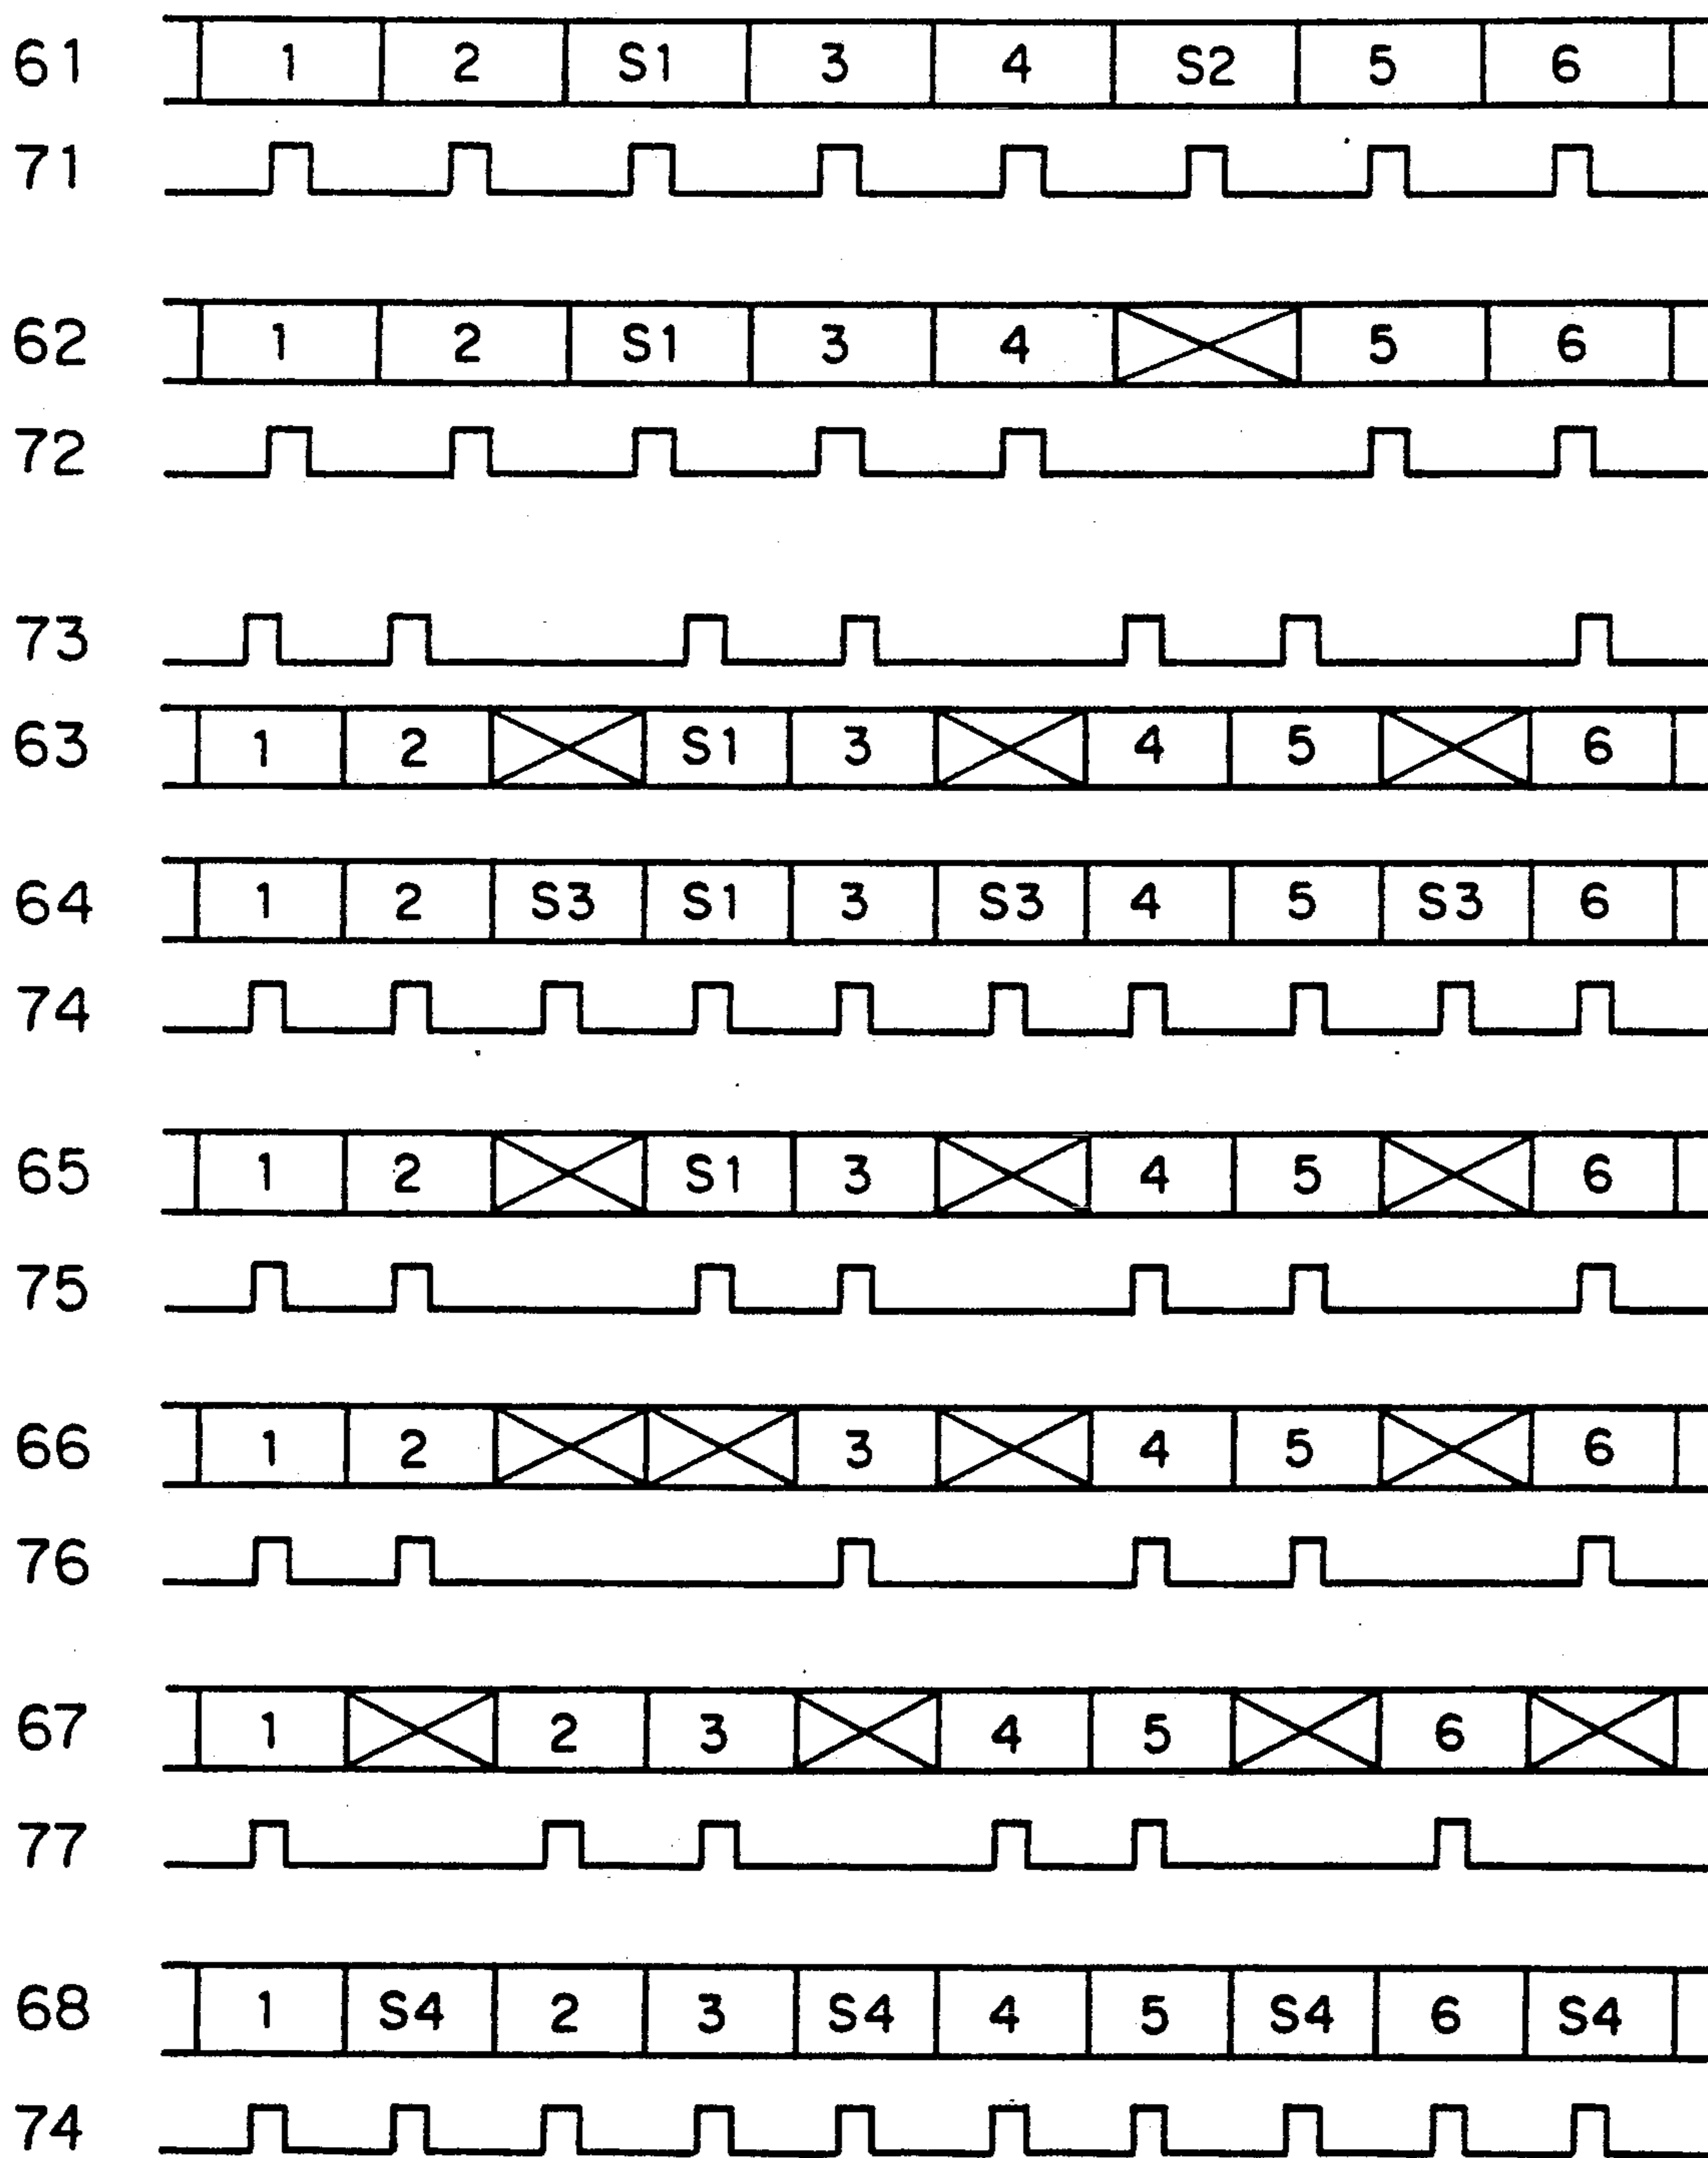 61 1 2 S1 3 4 S2 5 6
71
62 1 2 S1 3 4 5 6
72
73
63 1 2 S1 3 4 5 6
64 1 2 S3 S1 3 S3 4 5 S3 6
74
65 1 2 S1 3 4 5 6
75
66 1 2 3 4 5 6
76
67 1 2 3 4 5 6
77
68 1 S4 2 3 S4 4 5 S4 6 S4
74